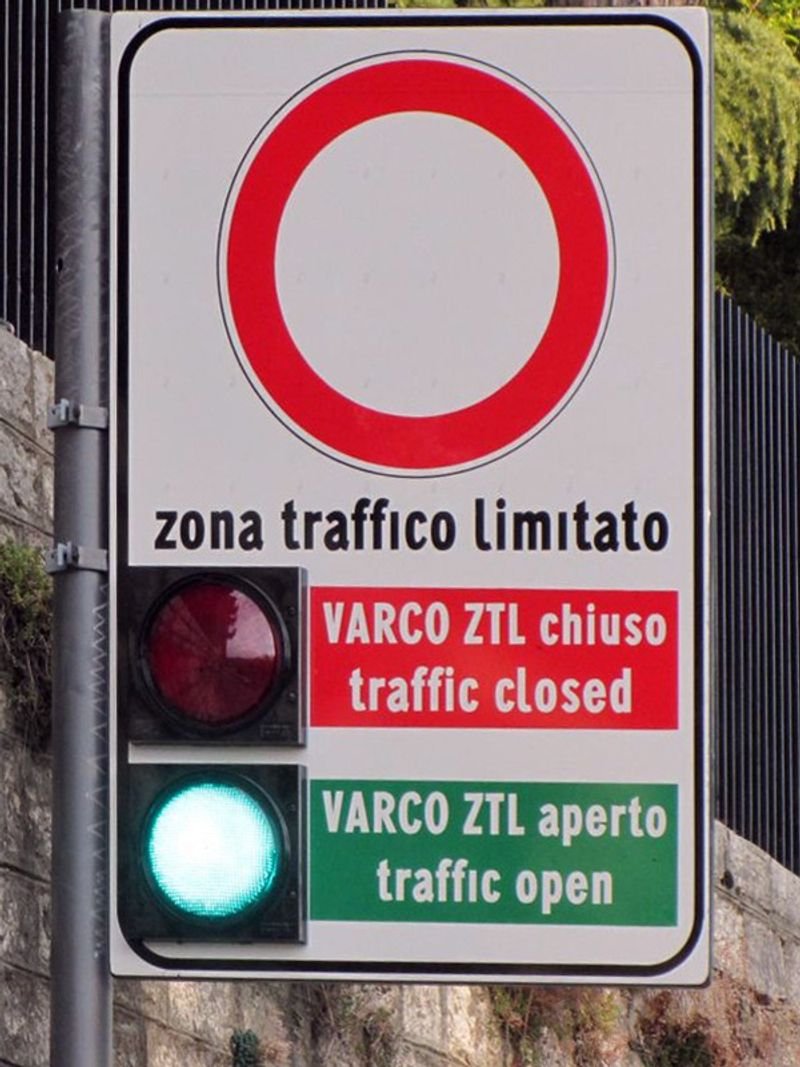 zona traffico limitato
VARCO ZTL chiuso
traffic closed
VARCO ZTL aperto
traffic open